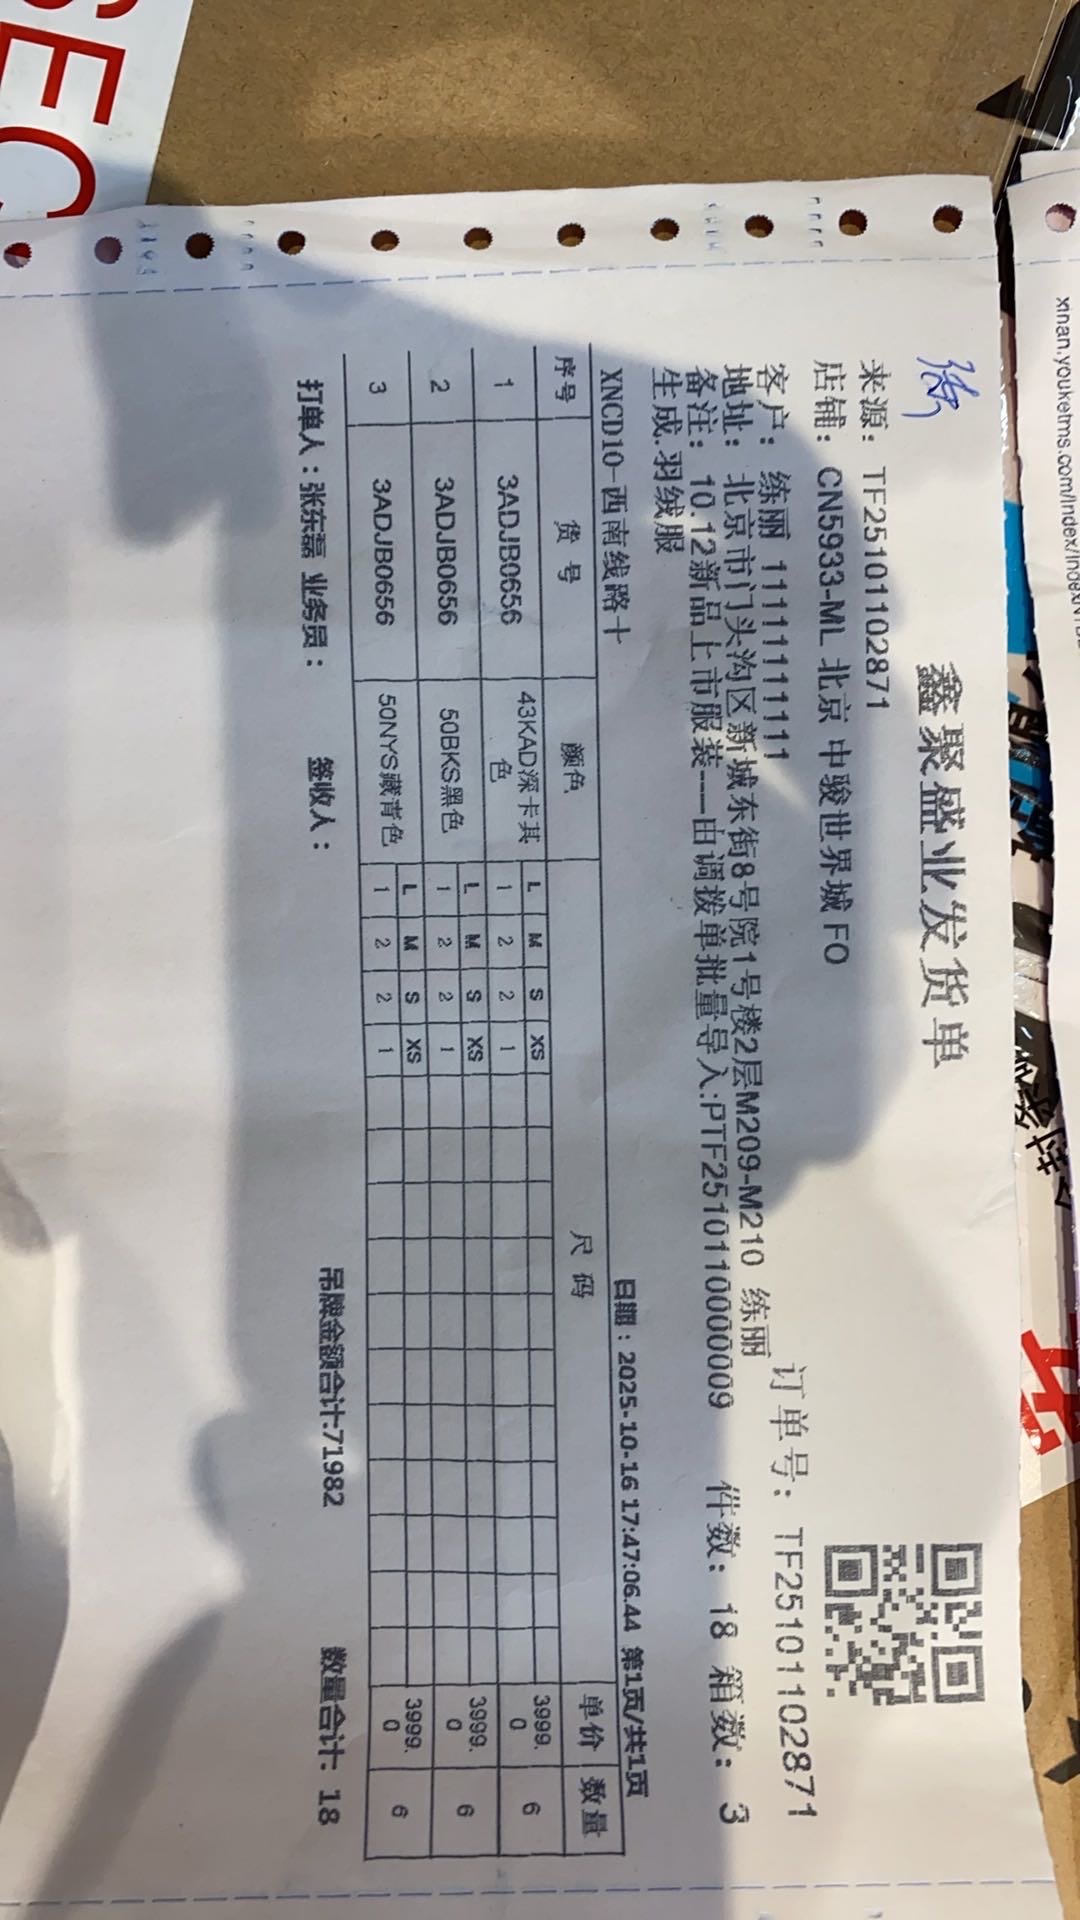 SEC
xinan.youketms.com/index/index
鑫聚盛业发货单
来源: TF25101102871
订单号: TF25101102871
店铺: CN5933-ML 北京 中骏世界城 FO
客户: 练丽 11111111111
地址: 北京市门头沟区新城东街8号院1号楼2层M209-M210 练丽
备注: 10.12新品上市服装---由调拨单批量导入:PTF25101100000009 件数: 18 箱数: 3
生成.羽绒服
XNCD10-西南线路十 日期: 2025-10-16 17:47:06.44 第1页/共1页
序号 货号 颜色 尺码 单价 数量
1 3ADJB0656 43KAD深卡其色 L M S XS 3999.0 6
1 2 2 1
2 3ADJB0656 50BKS黑色 L M S XS 3999.0 6
1 2 2 1
3 3ADJB0656 50NYS藏青色 L M S XS 3999.0 6
1 2 2 1
打单人: 张东磊 业务员: 签收人: 吊牌金额合计:71982 数量合计: 18